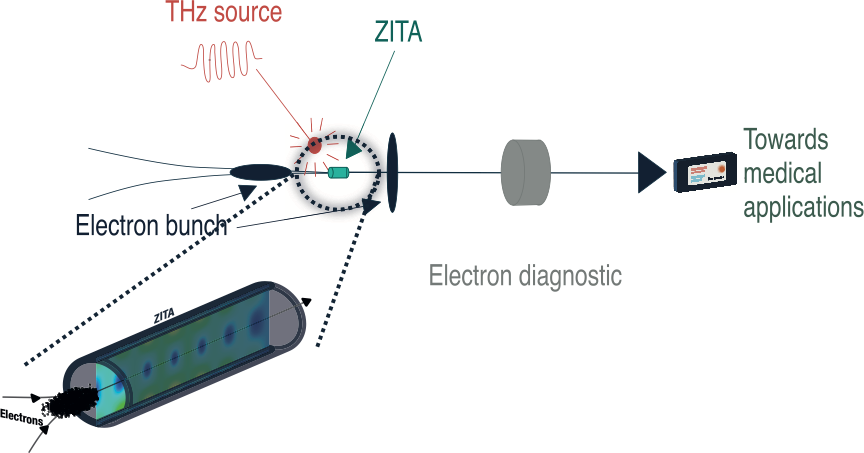 THz source
ZITA
Towards
medical
applications
Electron bunch
Electron diagnostic
ZITA
Electrons